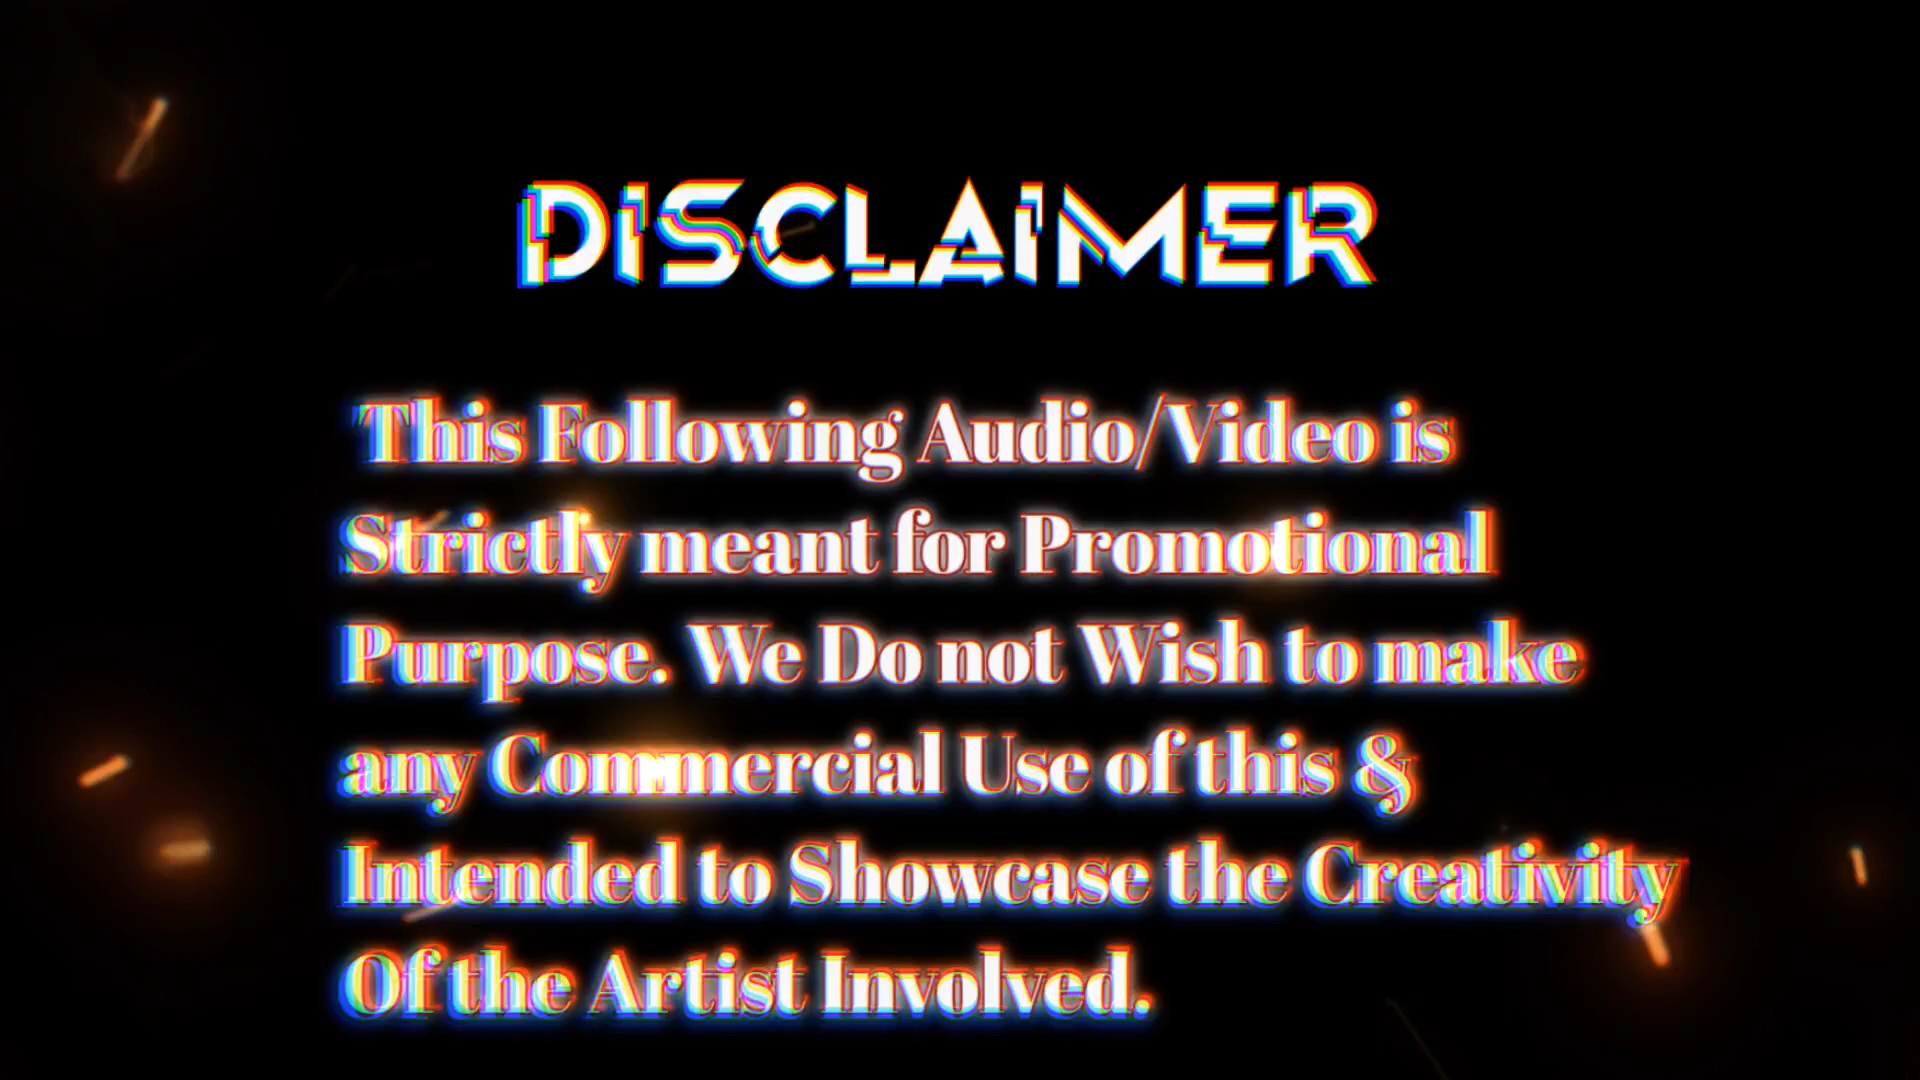 DISCLAIMER
This Following Audio/Video is
Strictly meant for Promotional
Purpose. We Do not Wish to make
any Commercial Use of this &
Intended to Showcase the Creativity
Of the Artist Involved.